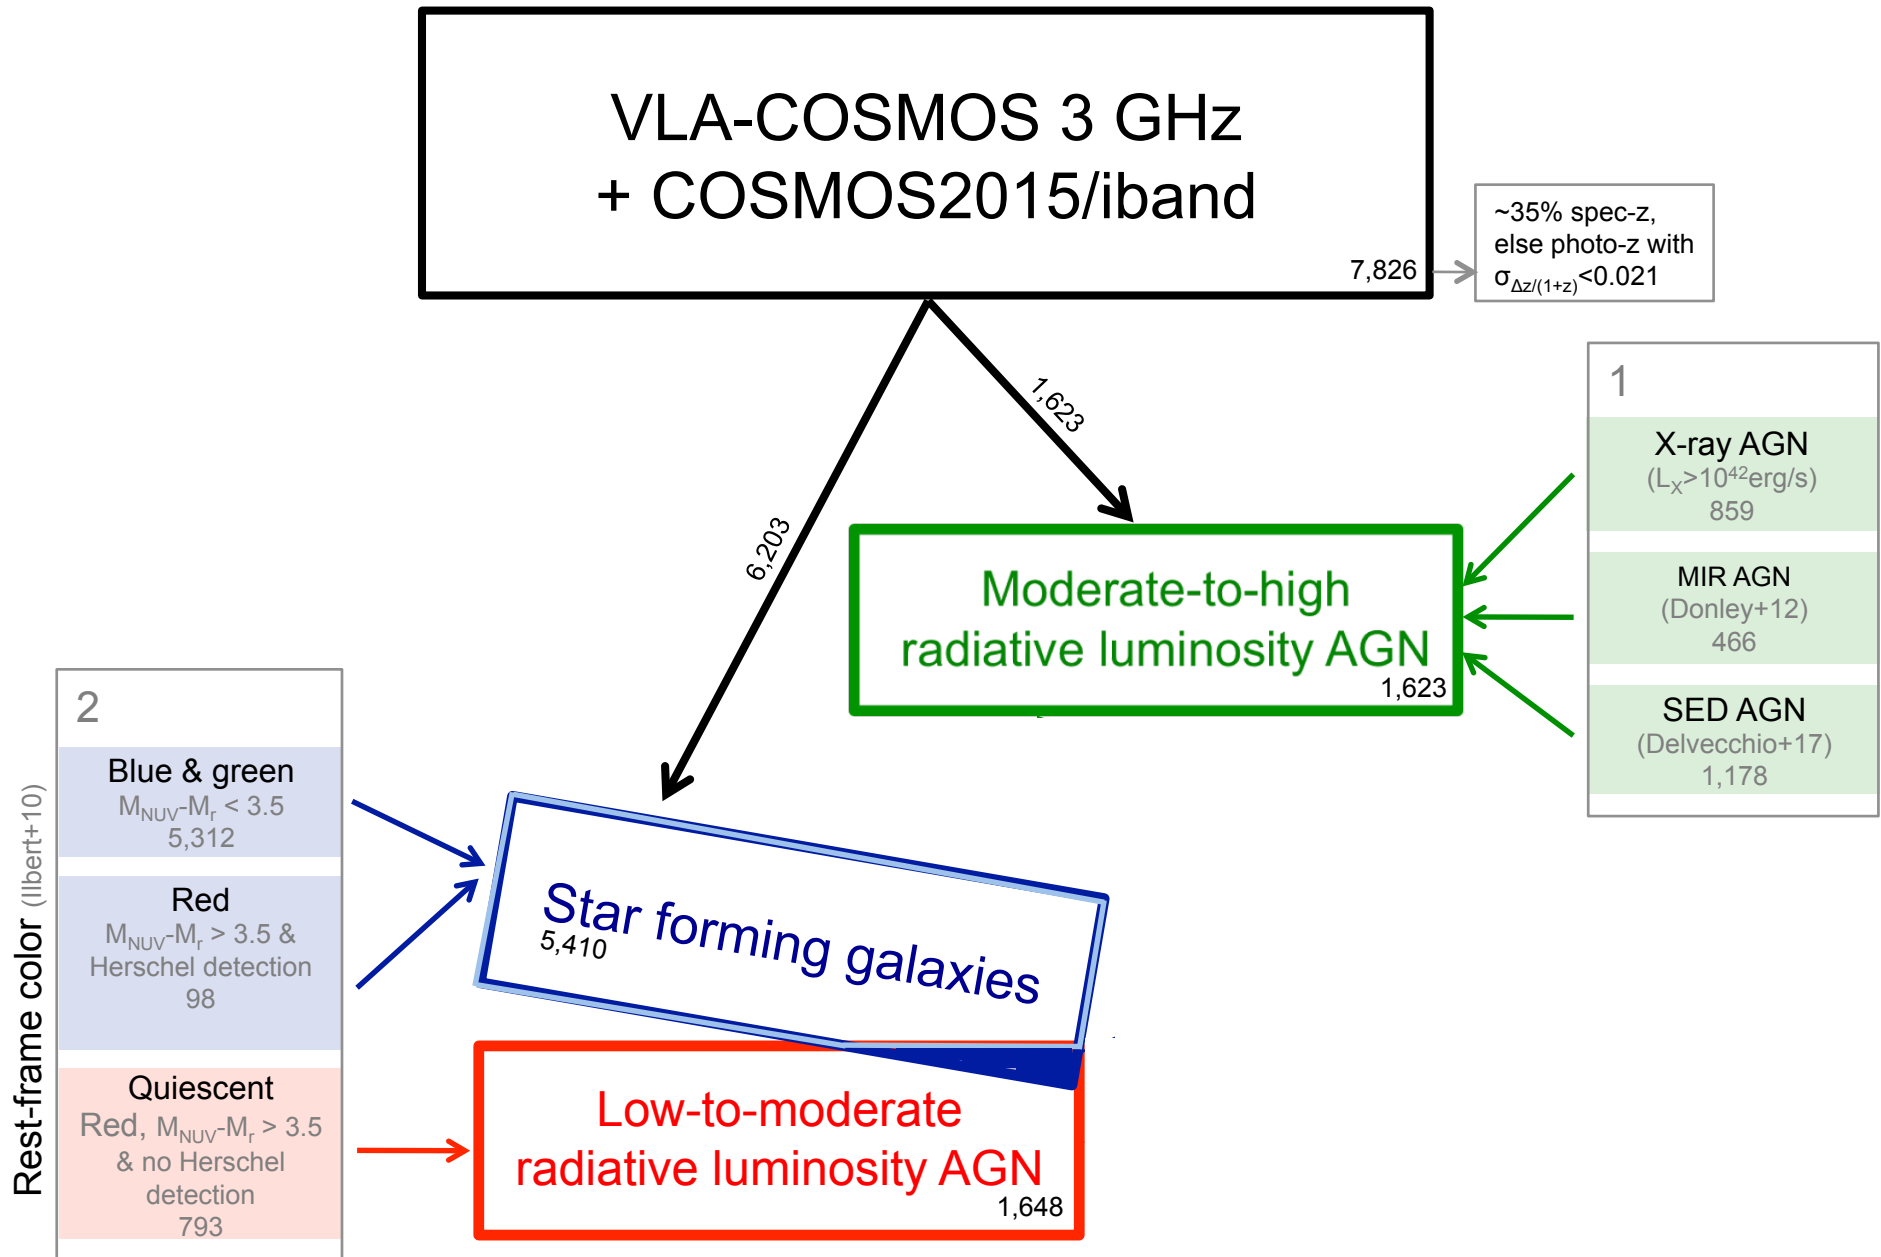 VLA-COSMOS 3 GHz
+ COSMOS2015/iband
7,826
~35% spec-z,
else photo-z with
σΔz/(1+z)<0.021
1,623
6,203
1
X-ray AGN
(LX>10⁴²erg/s)
859
MIR AGN
(Donley+12)
466
SED AGN
(Delvecchio+17)
1,178
Moderate-to-high
radiative luminosity AGN
1,623
Rest-frame color (Ilbert+10)
2
Blue & green
MNUV-Mr < 3.5
5,312
Red
MNUV-Mr > 3.5 &
Herschel detection
98
Quiescent
Red, MNUV-Mr > 3.5
& no Herschel
detection
793
Star forming galaxies
5,410
Low-to-moderate
radiative luminosity AGN
1,648